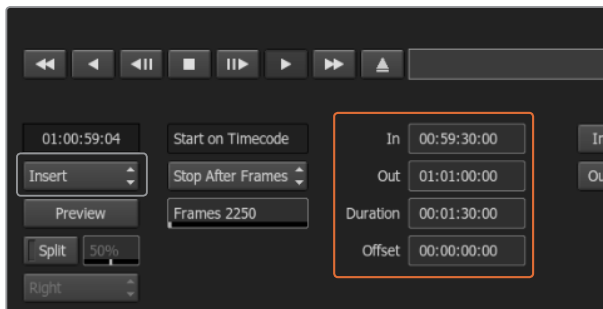 01:00:59:04 Start on Timecode In 00:59:30:00
Insert Stop After Frames Out 01:01:00:00
Preview Frames 2250 Duration 00:01:30:00
Split 50% Offset 00:00:00:00
Right